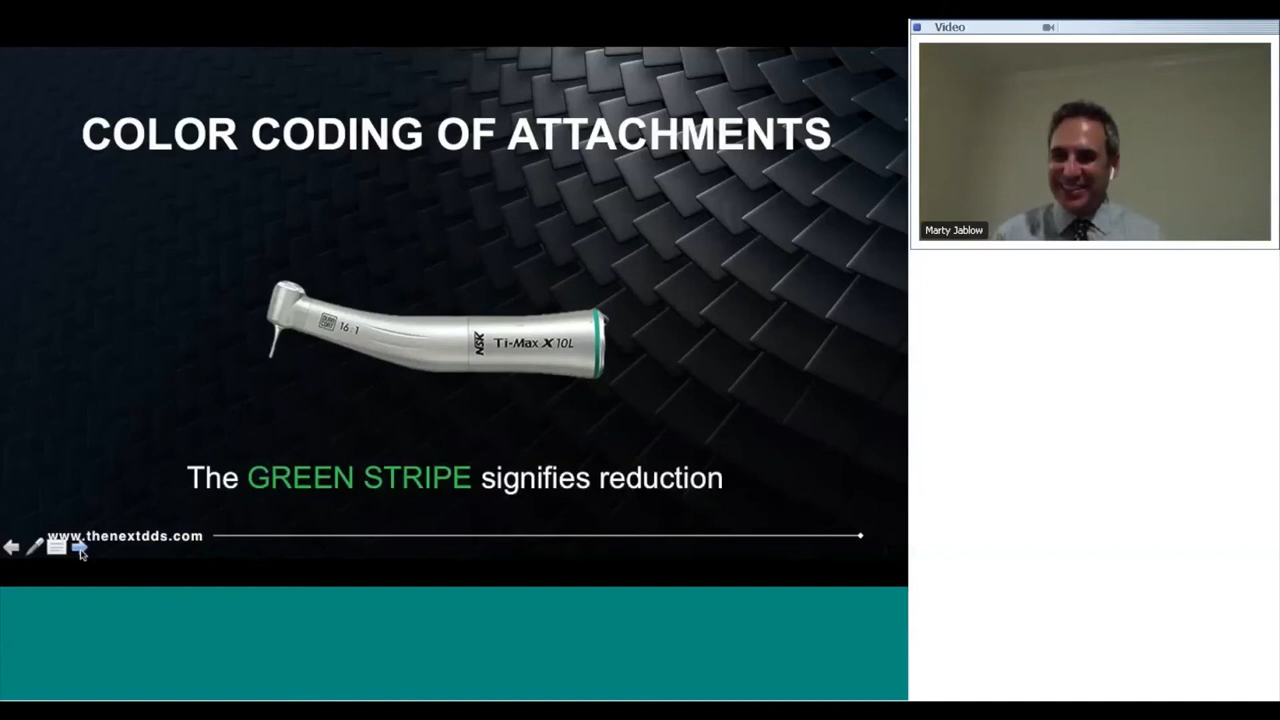 Video
COLOR CODING OF ATTACHMENTS
Marty Jablow
16:1
NSK Ti-Max X 10L
The GREEN STRIPE signifies reduction
www.thenextdds.com